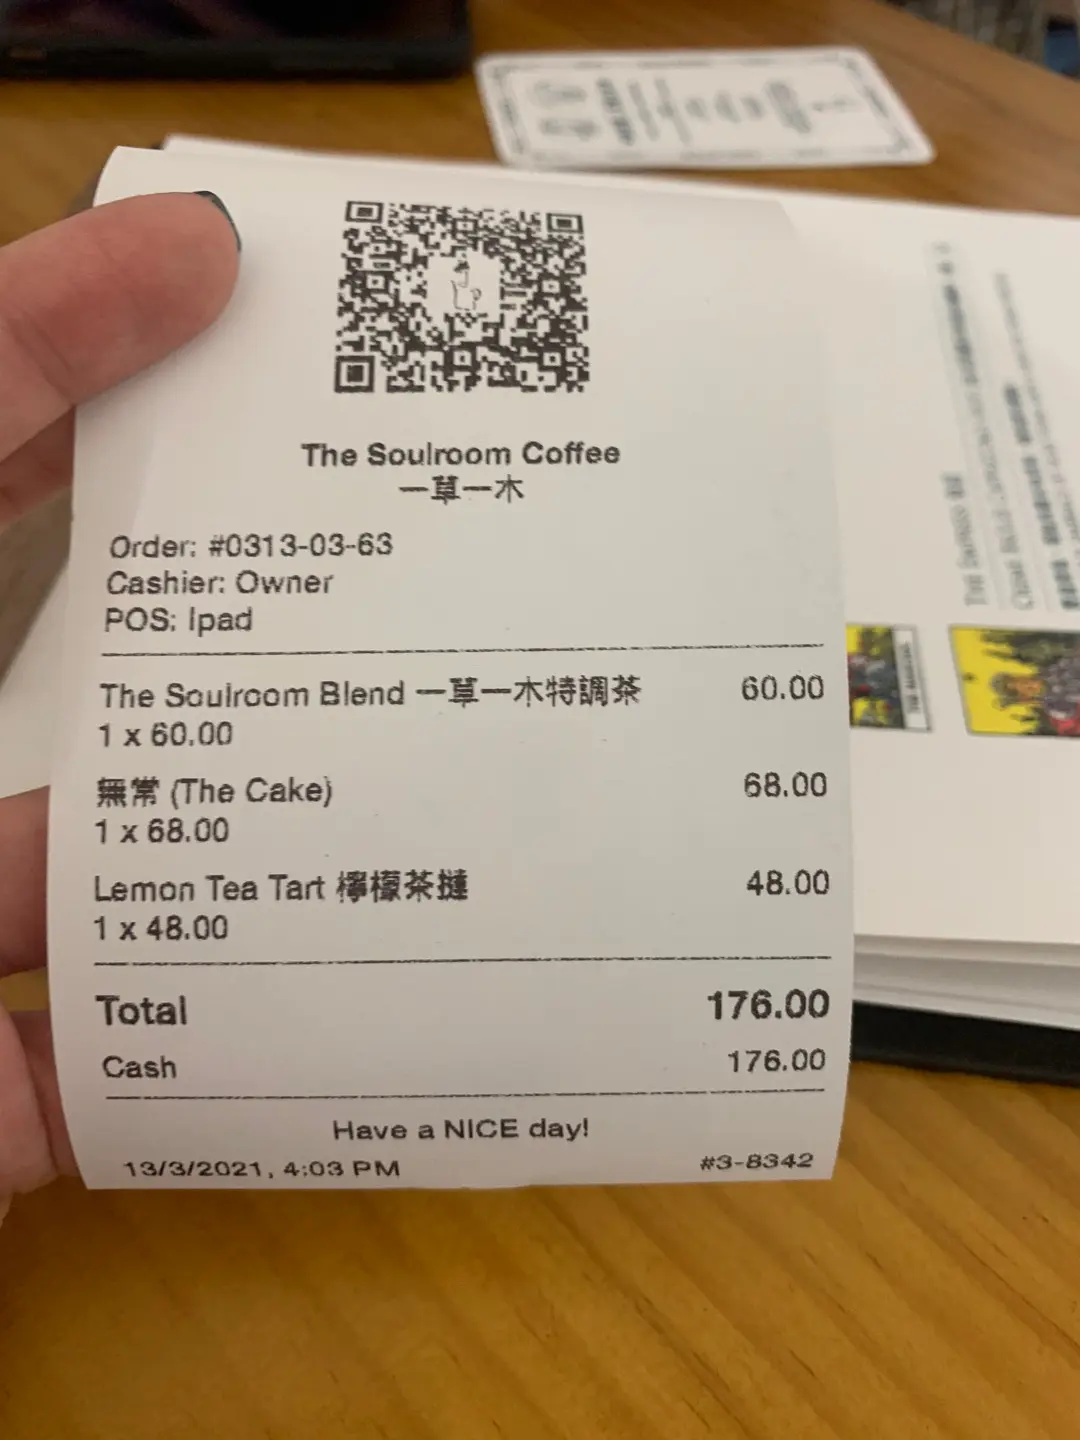 The Soulroom Coffee
一草一木
Order: #0313-03-63
Cashier: Owner
POS: Ipad
The Soulroom Blend 一草一木特調茶 60.00
1 x 60.00
無常 (The Cake) 68.00
1 x 68.00
Lemon Tea Tart 檸檬茶撻 48.00
1 x 48.00
Total 176.00
Cash 176.00
Have a NICE day!
13/3/2021, 4:03 PM #3-8342